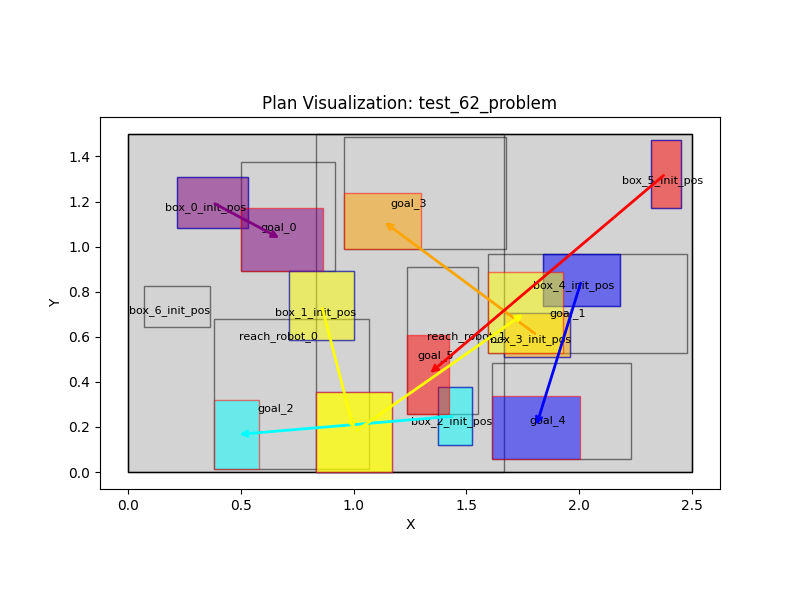 Plan Visualization: test_62_problem
1.4
1.2
1.0
0.8
0.6
0.4
0.2
0.0
Y
box_5_init_pos
box_0_init_pos
goal_3
goal_0
box_4_init_pos
box_6_init_pos
box_1_init_pos
goal_1
reach_robot_0
reach_robot_1
box_3_init_pos
goal_5
goal_2
box_2_init_pos
goal_4
0.0
0.5
1.0
1.5
2.0
2.5
X